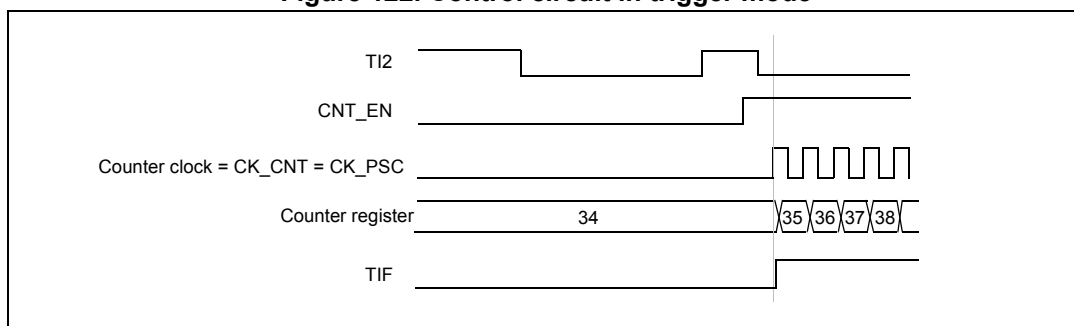 Figure 122. Control circuit in trigger mode
TI2
CNT_EN
Counter clock = CK_CNT = CK_PSC
Counter register 34 35 36 37 38
TIF